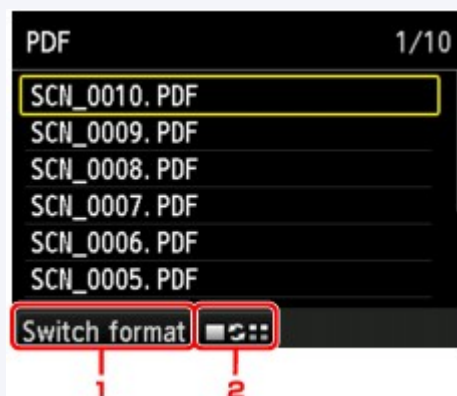 PDF 1/10
SCN_0010.PDF
SCN_0009.PDF
SCN_0008.PDF
SCN_0007.PDF
SCN_0006.PDF
SCN_0005.PDF
Switch format
1 2